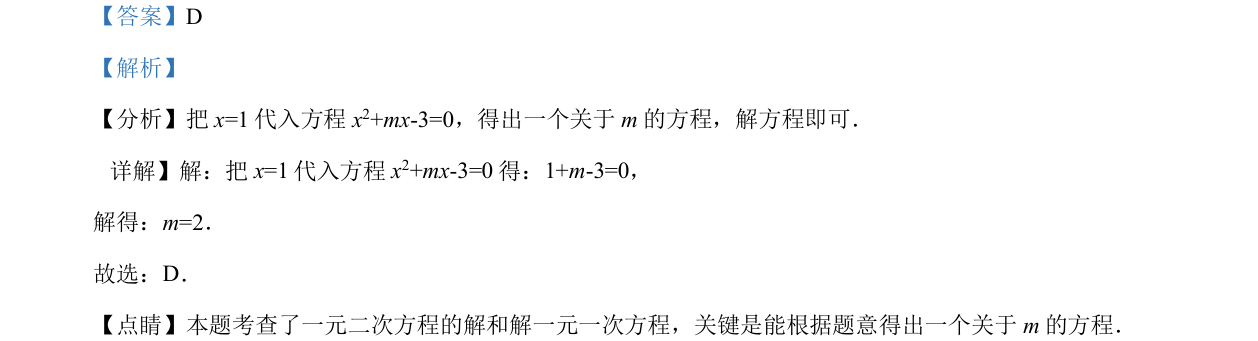 【答案】D
【解析】
【分析】把 x=1 代入方程 x²+mx-3=0，得出一个关于 m 的方程，解方程即可．
详解】解：把 x=1 代入方程 x²+mx-3=0 得：1+m-3=0，
解得：m=2．
故选：D．
【点睛】本题考查了一元二次方程的解和解一元一次方程，关键是能根据题意得出一个关于 m 的方程．